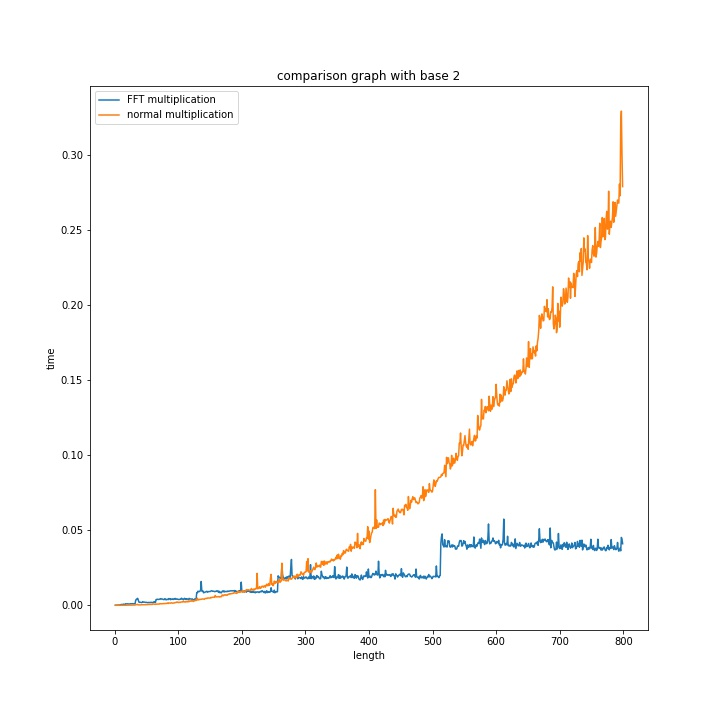 comparison graph with base 2
FFT multiplication
normal multiplication
0.30
0.25
0.20
0.15
0.10
0.05
0.00
time
0 100 200 300 400 500 600 700 800
length